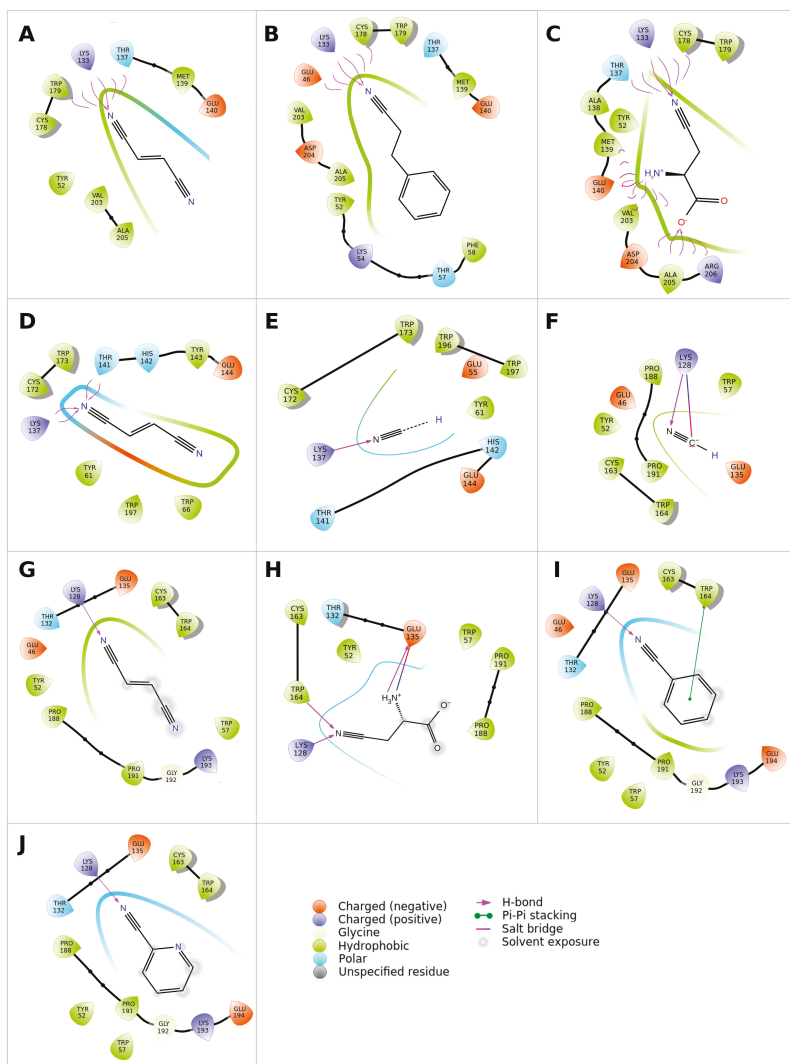 A
LYS
133
THR
137
TRP
179
MET
139
GLU
140
CYS
178
N
TYR
52
VAL
203
N
ALA
205
B
LYS
133
CYS
178
TRP
179
THR
137
GLU
46
MET
139
GLU
140
N
VAL
203
ASP
204
ALA
205
TYR
52
LYS
54
THR
57
PHE
58
C
LYS
133
CYS
178
TRP
179
THR
137
ALA
138
N
TYR
52
MET
139
GLU
140
H₃N⁺
O
O⁻
VAL
203
ASP
204
ALA
205
ARG
206
D
TRP
173
CYS
172
THR
141
HIS
142
TYR
143
GLU
144
N
LYS
137
N
TYR
61
TRP
197
TRP
66
E
TRP
173
TRP
196
TRP
197
GLU
55
CYS
172
TYR
61
N
C
H
LYS
137
HIS
142
GLU
144
THR
141
F
LYS
128
PRO
188
TRP
57
GLU
46
TYR
52
N
C⁻
H
CYS
163
PRO
191
GLU
135
TRP
164
G
LYS
128
GLU
135
CYS
163
THR
132
TRP
164
GLU
46
N
TYR
52
N
PRO
188
TRP
57
PRO
191
GLY
192
LYS
193
H
CYS
163
THR
132
GLU
135
TYR
52
TRP
57
PRO
191
TRP
164
H₃N⁺
O⁻
N
O
LYS
128
PRO
188
I
GLU
135
CYS
163
TRP
164
LYS
128
GLU
46
N
THR
132
PRO
188
TYR
52
PRO
191
TRP
57
GLY
192
LYS
193
GLU
194
J
GLU
135
LYS
128
CYS
163
TRP
164
THR
132
N
N
PRO
188
TYR
52
PRO
191
TRP
57
GLY
192
LYS
193
GLU
194
Charged (negative)
Charged (positive)
Glycine
Hydrophobic
Polar
Unspecified residue
H-bond
Pi-Pi stacking
Salt bridge
Solvent exposure